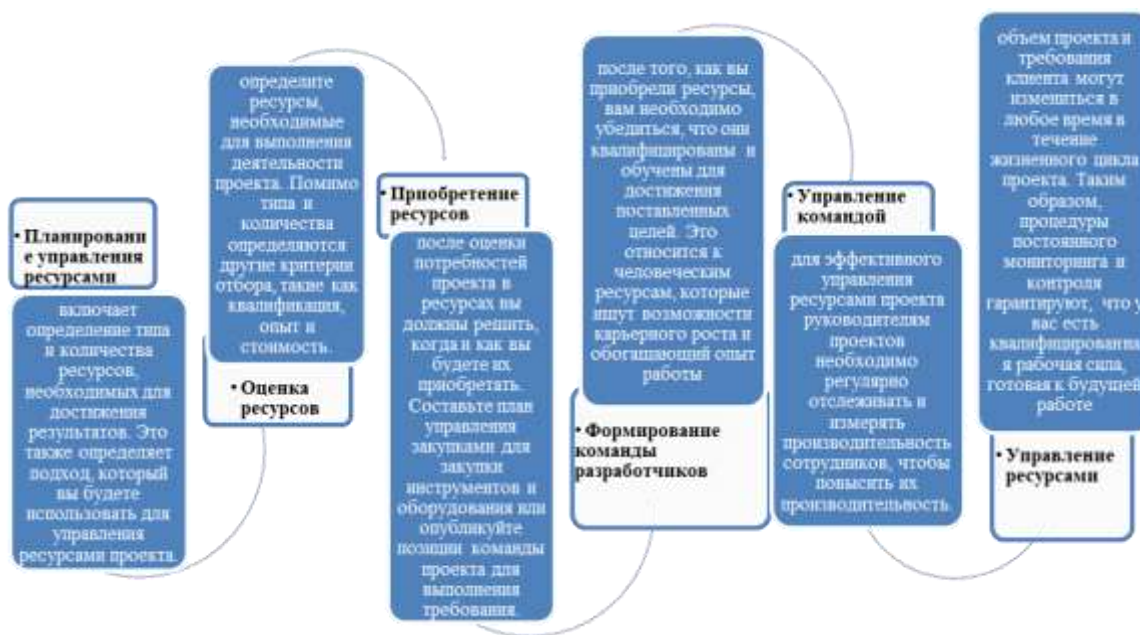 • Планировани
е управления
ресурсами
включает
определение типа
и количества
ресурсов,
необходимых для
достижения
результатов. Это
также определяет
подход, который
вы будете
использовать для
управления
ресурсами проекта.
определите
ресурсы,
необходимые
для выполнения
деятельности
проекта. Помимо
типа и
количества
определяются
другие критерии
отбора, такие как
квалификация,
опыт и
стоимость.
• Оценка
ресурсов
• Приобретение
ресурсов
после оценки
потребностей
проекта в
ресурсах вы
должны решить,
когда и как вы
будете их
приобретать.
Составьте план
управления
закупками для
закупки
инструментов и
оборудования или
опубликуйте
позиции команды
проекта для
выполнения
требования.
после того, как вы
приобрели ресурсы,
вам необходимо
убедиться, что они
квалифицированы и
обучены для
достижения
поставленных
целей. Это
относится к
человеческим
ресурсам, которые
ищут возможности
карьерного роста и
обогащающий опыт
работы
• Формирование
команды
разработчиков
• Управление
командой
для эффективного
управления
ресурсами проекта
руководителям
проектов
необходимо
регулярно
отслеживать и
измерять
производительность
сотрудников, чтобы
повысить их
производительность.
объем проекта и
требования
клиента могут
измениться в
любое время в
течение
жизненного цикла
проекта. Таким
образом,
процедуры
постоянного
мониторинга и
контроля
гарантируют, что у
вас есть
квалифицированна
я рабочая сила,
готовая к будущей
работе
• Управление
ресурсами